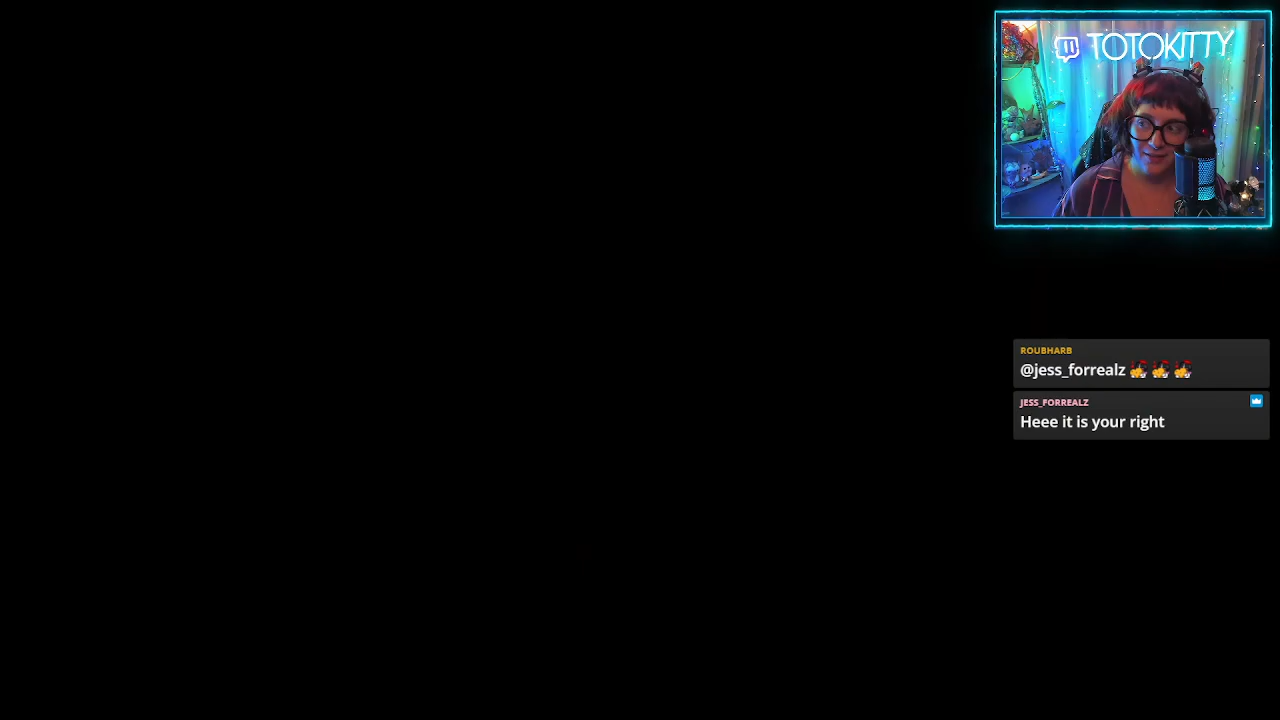 TOTOKITTY
ROUBHARB
@jess_forrealz
JESS_FORREALZ
Heee it is your right